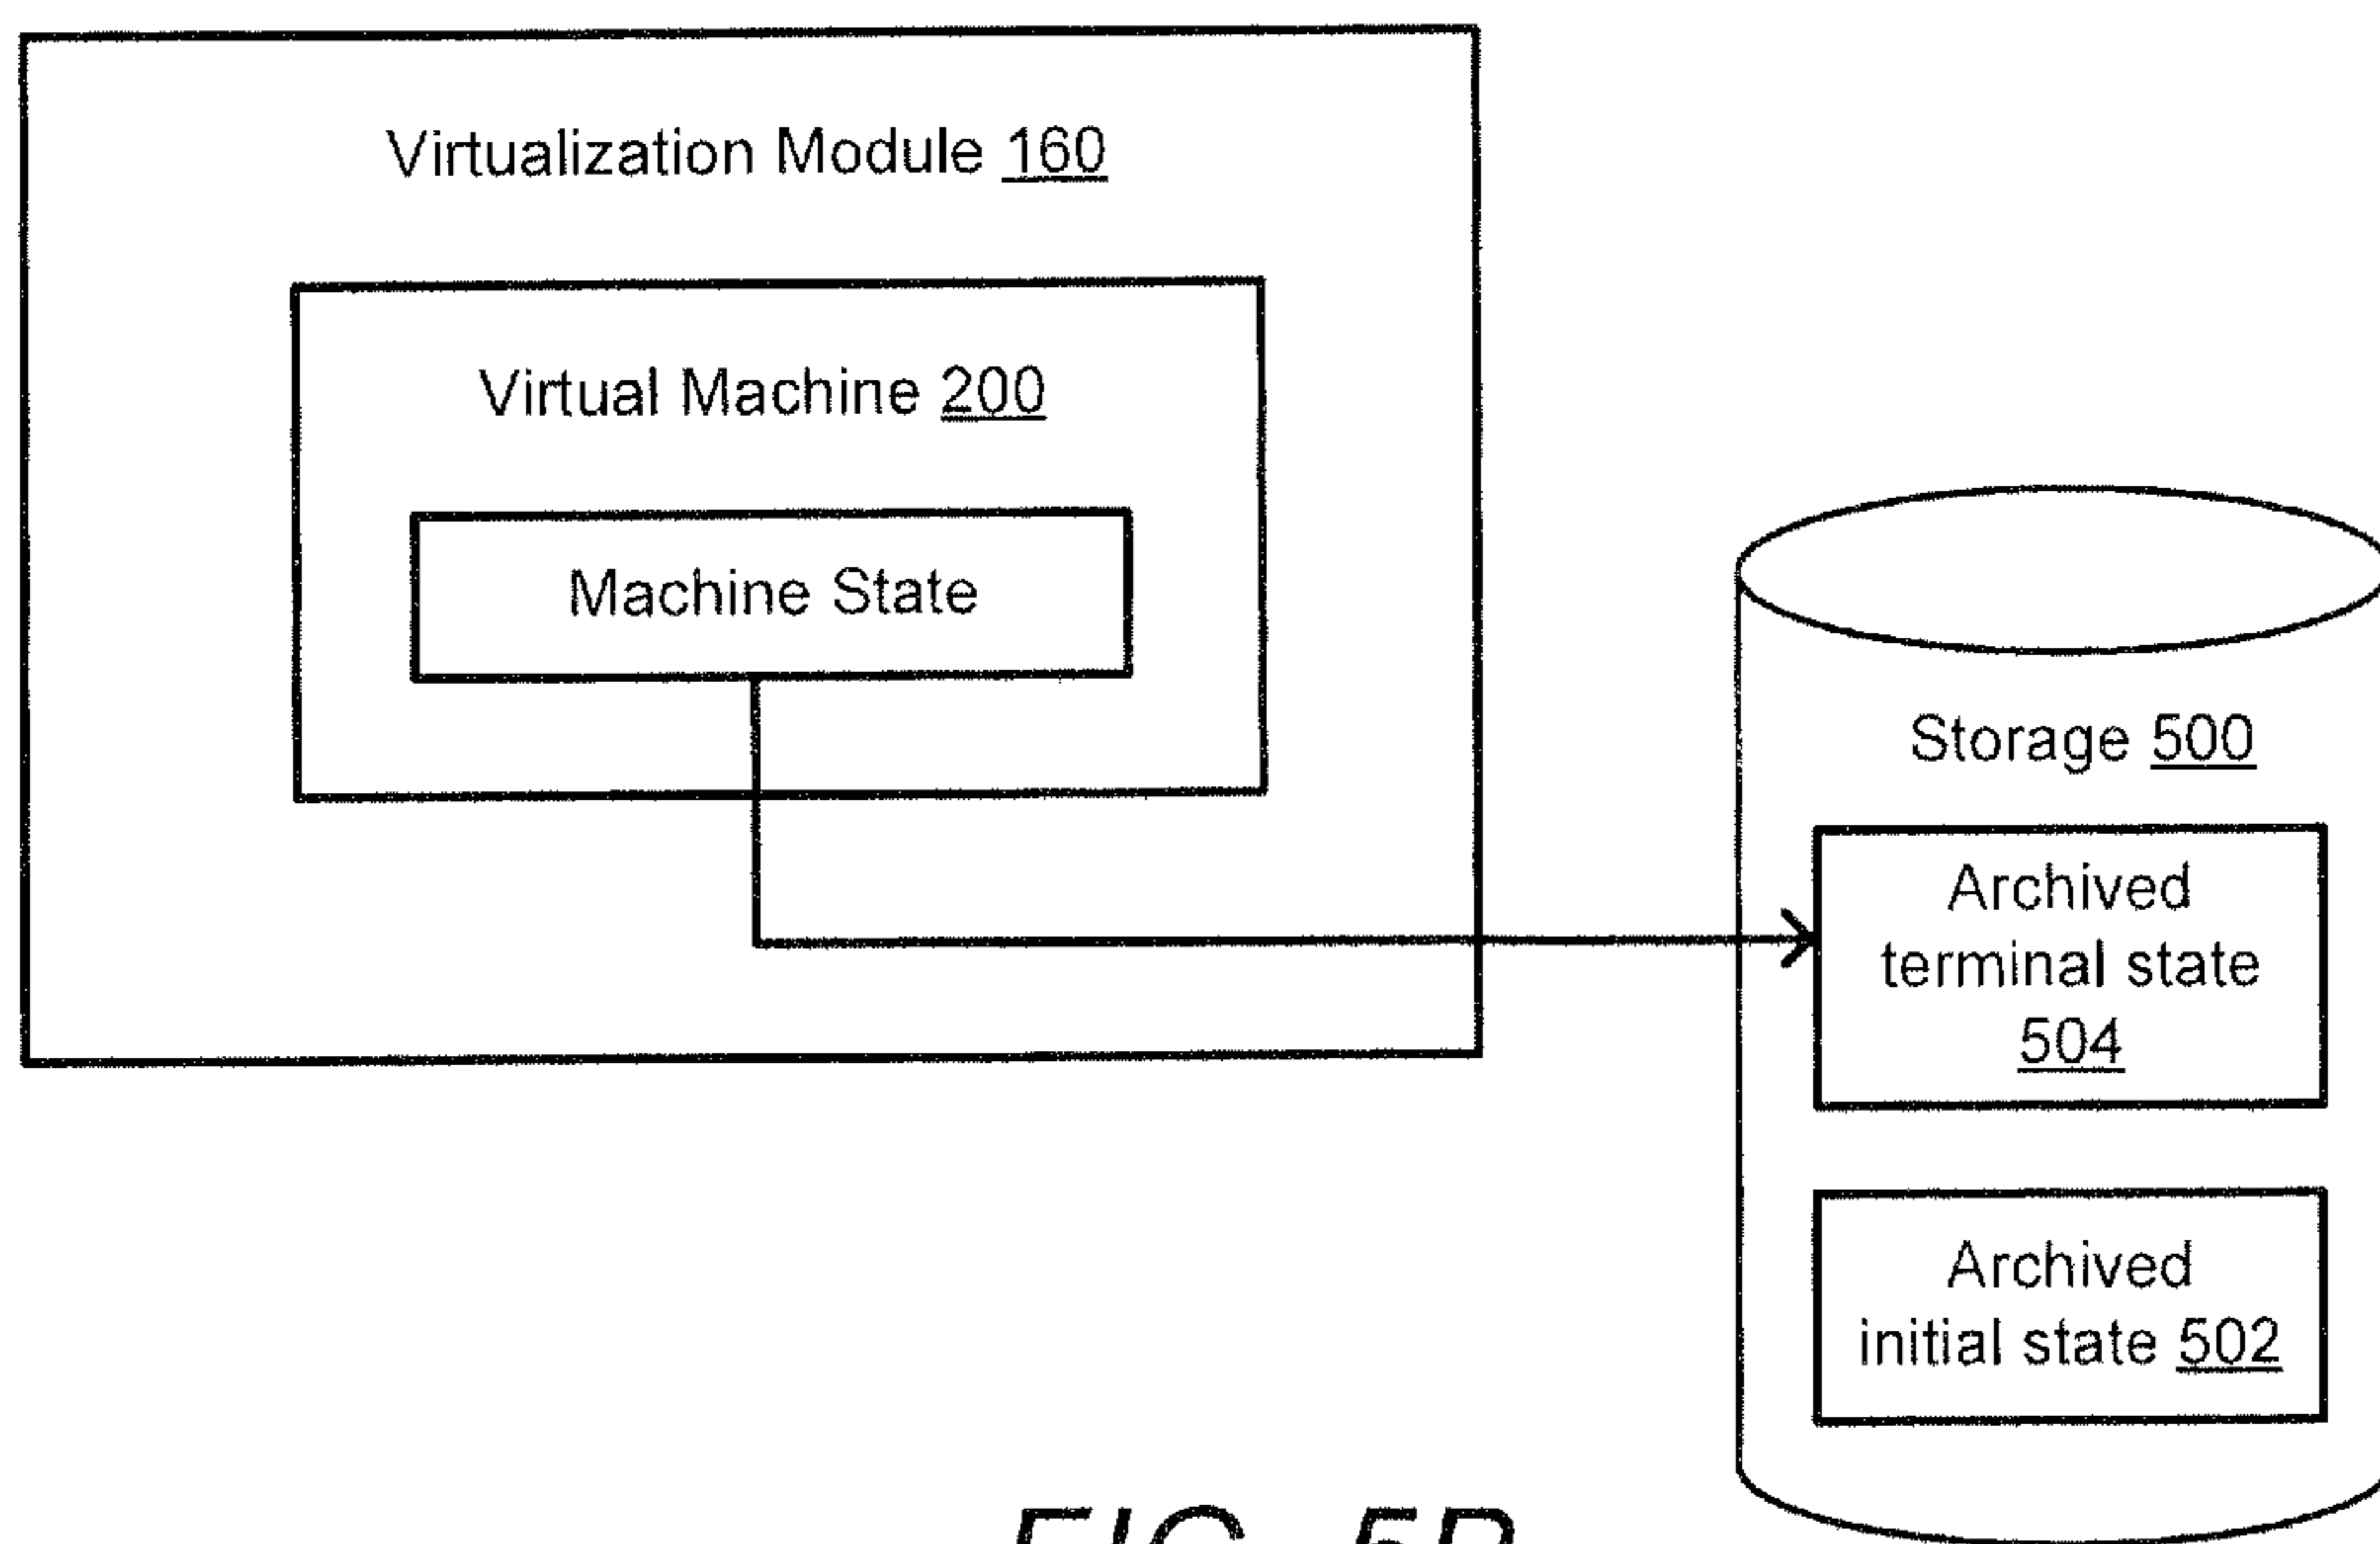 Virtualization Module 160
Virtual Machine 200
Machine State
Storage 500
Archived
terminal state
504
Archived
initial state 502